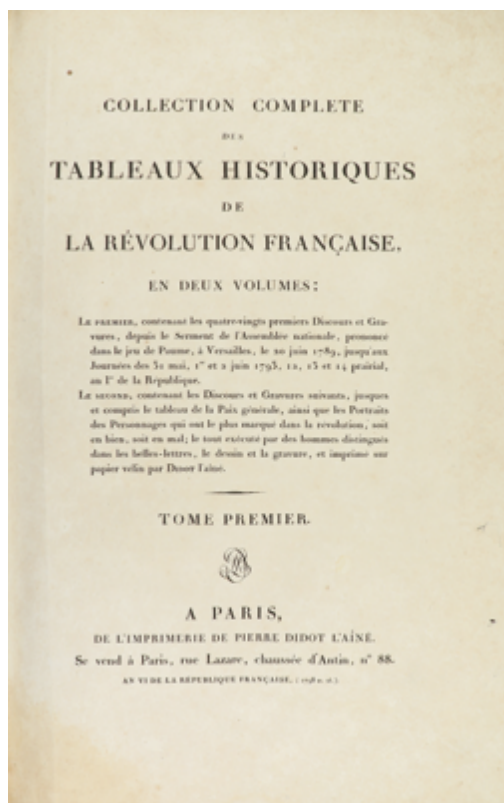 COLLECTION COMPLETE
DES
TABLEAUX HISTORIQUES
DE
LA RÉVOLUTION FRANÇAISE,
EN DEUX VOLUMES:
LE PREMIER, contenant les quatre-vingts premiers Discours et Gra-
vures, depuis le Serment de l'Assemblée nationale, prononcé
dans le jeu de Paume, à Versailles, le 20 juin 1789, jusqu'aux
Journées des 31 mai, 1er et 2 juin 1793, 12, 13 et 14 prairial,
an Ier de la République.
LE SECOND, contenant les Discours et Gravures suivants, jusques
et compris le tableau de la Paix générale, ainsi que les Portraits
des Personnages qui ont le plus marqué dans la révolution, soit
en bien, soit en mal; le tout exécuté par des hommes distingués
dans les belles-lettres, le dessin et la gravure, et imprimé sur
papier vélin par DIDOT l'aîné.
TOME PREMIER.
A PARIS,
DE L'IMPRIMERIE DE PIERRE DIDOT L'AÎNÉ.
Se vend à Paris, rue Lazare, chaussée d'Antin, n° 88.
AN VI DE LA RÉPUBLIQUE FRANÇAISE,